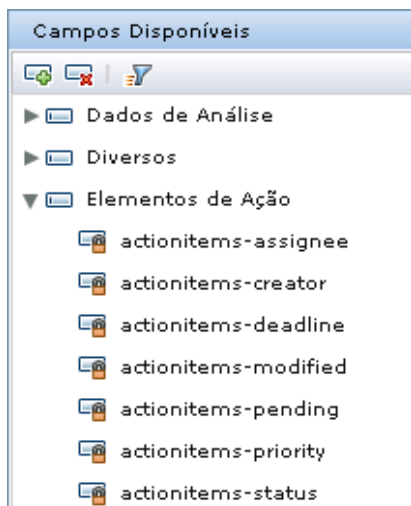 Campos Disponíveis
Dados de Análise
Diversos
Elementos de Ação
actionitems-assignee
actionitems-creator
actionitems-deadline
actionitems-modified
actionitems-pending
actionitems-priority
actionitems-status